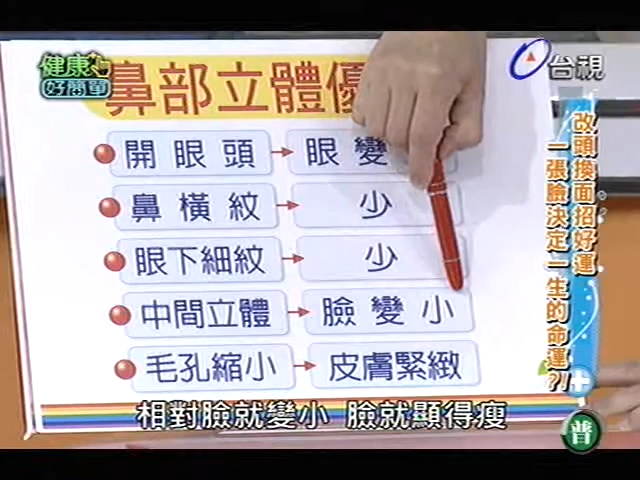 健康
好簡單
台視
鼻部立體優
開眼頭 眼變
鼻橫紋 少
眼下細紋 少
中間立體 臉變小
毛孔縮小 皮膚緊緻
改頭換面招好運
一張臉決定一生的命運?!
相對臉就變小 臉就顯得瘦
普